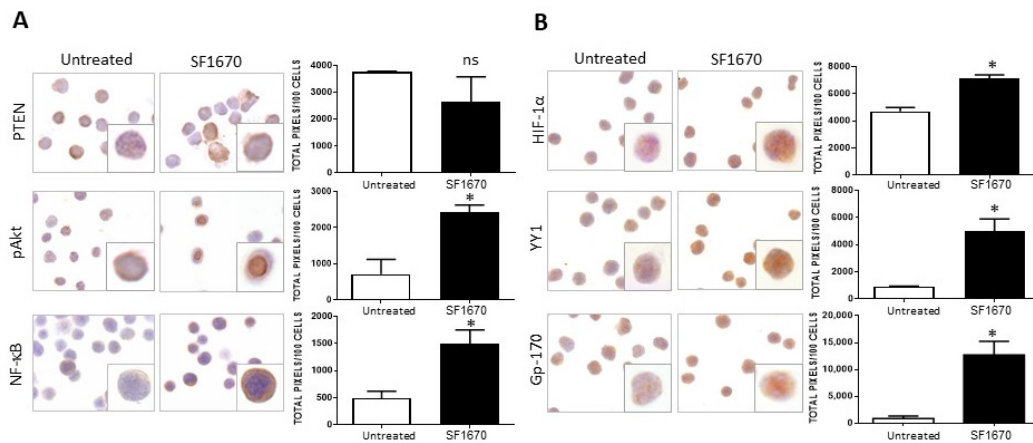 A
Untreated
SF1670
PTEN
TOTAL PIXELS/100 CELLS
4000
3000
2000
1000
0
ns
Untreated
SF1670
pAkt
TOTAL PIXELS/100 CELLS
3000
2000
1000
0
*
Untreated
SF1670
NF-κB
TOTAL PIXELS/100 CELLS
2000
1500
1000
500
0
*
Untreated
SF1670
B
Untreated
SF1670
HIF-1α
TOTAL PIXELS/100 CELLS
8000
6000
4000
2000
0
*
Untreated
SF1670
YY1
TOTAL PIXELS/100 CELLS
8000
6000
4000
2000
0
*
Untreated
SF1670
Gp-170
TOTAL PIXELS/100 CELLS
20,000
15,000
10,000
5,000
0
*
Untreated
SF1670